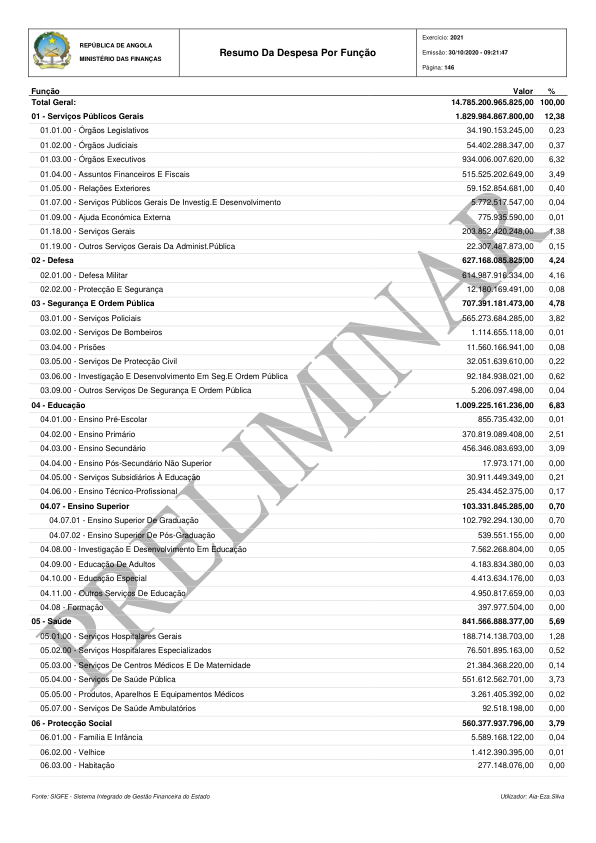 REPÚBLICA DE ANGOLA
MINISTÉRIO DAS FINANÇAS
Resumo Da Despesa Por Função
Exercício: 2021
Emissão: 30/10/2020 - 09:21:47
Página: 146
Função Valor %
Total Geral: 14.785.200.965.825,00 100,00
01 - Serviços Públicos Gerais 1.829.984.867.800,00 12,38
01.01.00 - Órgãos Legislativos 34.190.153.245,00 0,23
01.02.00 - Órgãos Judiciais 54.402.288.347,00 0,37
01.03.00 - Órgãos Executivos 934.006.007.620,00 6,32
01.04.00 - Assuntos Financeiros E Fiscais 515.525.202.649,00 3,49
01.05.00 - Relações Exteriores 59.152.854.681,00 0,40
01.07.00 - Serviços Públicos Gerais De Investig.E Desenvolvimento 5.772.517.547,00 0,04
01.09.00 - Ajuda Económica Externa 775.935.590,00 0,01
01.18.00 - Serviços Gerais 203.852.420.248,00 1,38
01.19.00 - Outros Serviços Gerais Da Administ.Pública 22.307.487.873,00 0,15
02 - Defesa 627.168.085.825,00 4,24
02.01.00 - Defesa Militar 614.987.916.334,00 4,16
02.02.00 - Protecção E Segurança 12.180.169.491,00 0,08
03 - Segurança E Ordem Pública 707.391.181.473,00 4,78
03.01.00 - Serviços Policiais 565.273.684.285,00 3,82
03.02.00 - Serviços De Bombeiros 1.114.655.118,00 0,01
03.04.00 - Prisões 11.560.166.941,00 0,08
03.05.00 - Serviços De Protecção Civil 32.051.639.610,00 0,22
03.06.00 - Investigação E Desenvolvimento Em Seg.E Ordem Pública 92.184.938.021,00 0,62
03.09.00 - Outros Serviços De Segurança E Ordem Pública 5.206.097.498,00 0,04
04 - Educação 1.009.225.161.236,00 6,83
04.01.00 - Ensino Pré-Escolar 855.735.432,00 0,01
04.02.00 - Ensino Primário 370.819.089.408,00 2,51
04.03.00 - Ensino Secundário 456.346.083.693,00 3,09
04.04.00 - Ensino Pós-Secundário Não Superior 17.973.171,00 0,00
04.05.00 - Serviços Subsidiários À Educação 30.911.449.349,00 0,21
04.06.00 - Ensino Técnico-Profissional 25.434.452.375,00 0,17
04.07 - Ensino Superior 103.331.845.285,00 0,70
04.07.01 - Ensino Superior De Graduação 102.792.294.130,00 0,70
04.07.02 - Ensino Superior De Pós-Graduação 539.551.155,00 0,00
04.08.00 - Investigação E Desenvolvimento Em Educação 7.562.268.804,00 0,05
04.09.00 - Educação De Adultos 4.183.834.380,00 0,03
04.10.00 - Educação Especial 4.413.634.176,00 0,03
04.11.00 - Outros Serviços De Educação 4.950.817.659,00 0,03
04.08 - Formação 397.977.504,00 0,00
05 - Saúde 841.566.888.377,00 5,69
05.01.00 - Serviços Hospitalares Gerais 188.714.138.703,00 1,28
05.02.00 - Serviços Hospitalares Especializados 76.501.895.163,00 0,52
05.03.00 - Serviços De Centros Médicos E De Maternidade 21.384.368.220,00 0,14
05.04.00 - Serviços De Saúde Pública 551.612.562.701,00 3,73
05.05.00 - Produtos, Aparelhos E Equipamentos Médicos 3.261.405.392,00 0,02
05.07.00 - Serviços De Saúde Ambulatórios 92.518.198,00 0,00
06 - Protecção Social 560.377.937.796,00 3,79
06.01.00 - Família E Infância 5.589.168.122,00 0,04
06.02.00 - Velhice 1.412.390.395,00 0,01
06.03.00 - Habitação 277.148.076,00 0,00
PRELIMINAR
Fonte: SIGFE - Sistema Integrado de Gestão Financeira do Estado Utilizador: Aia-Eza.Silva